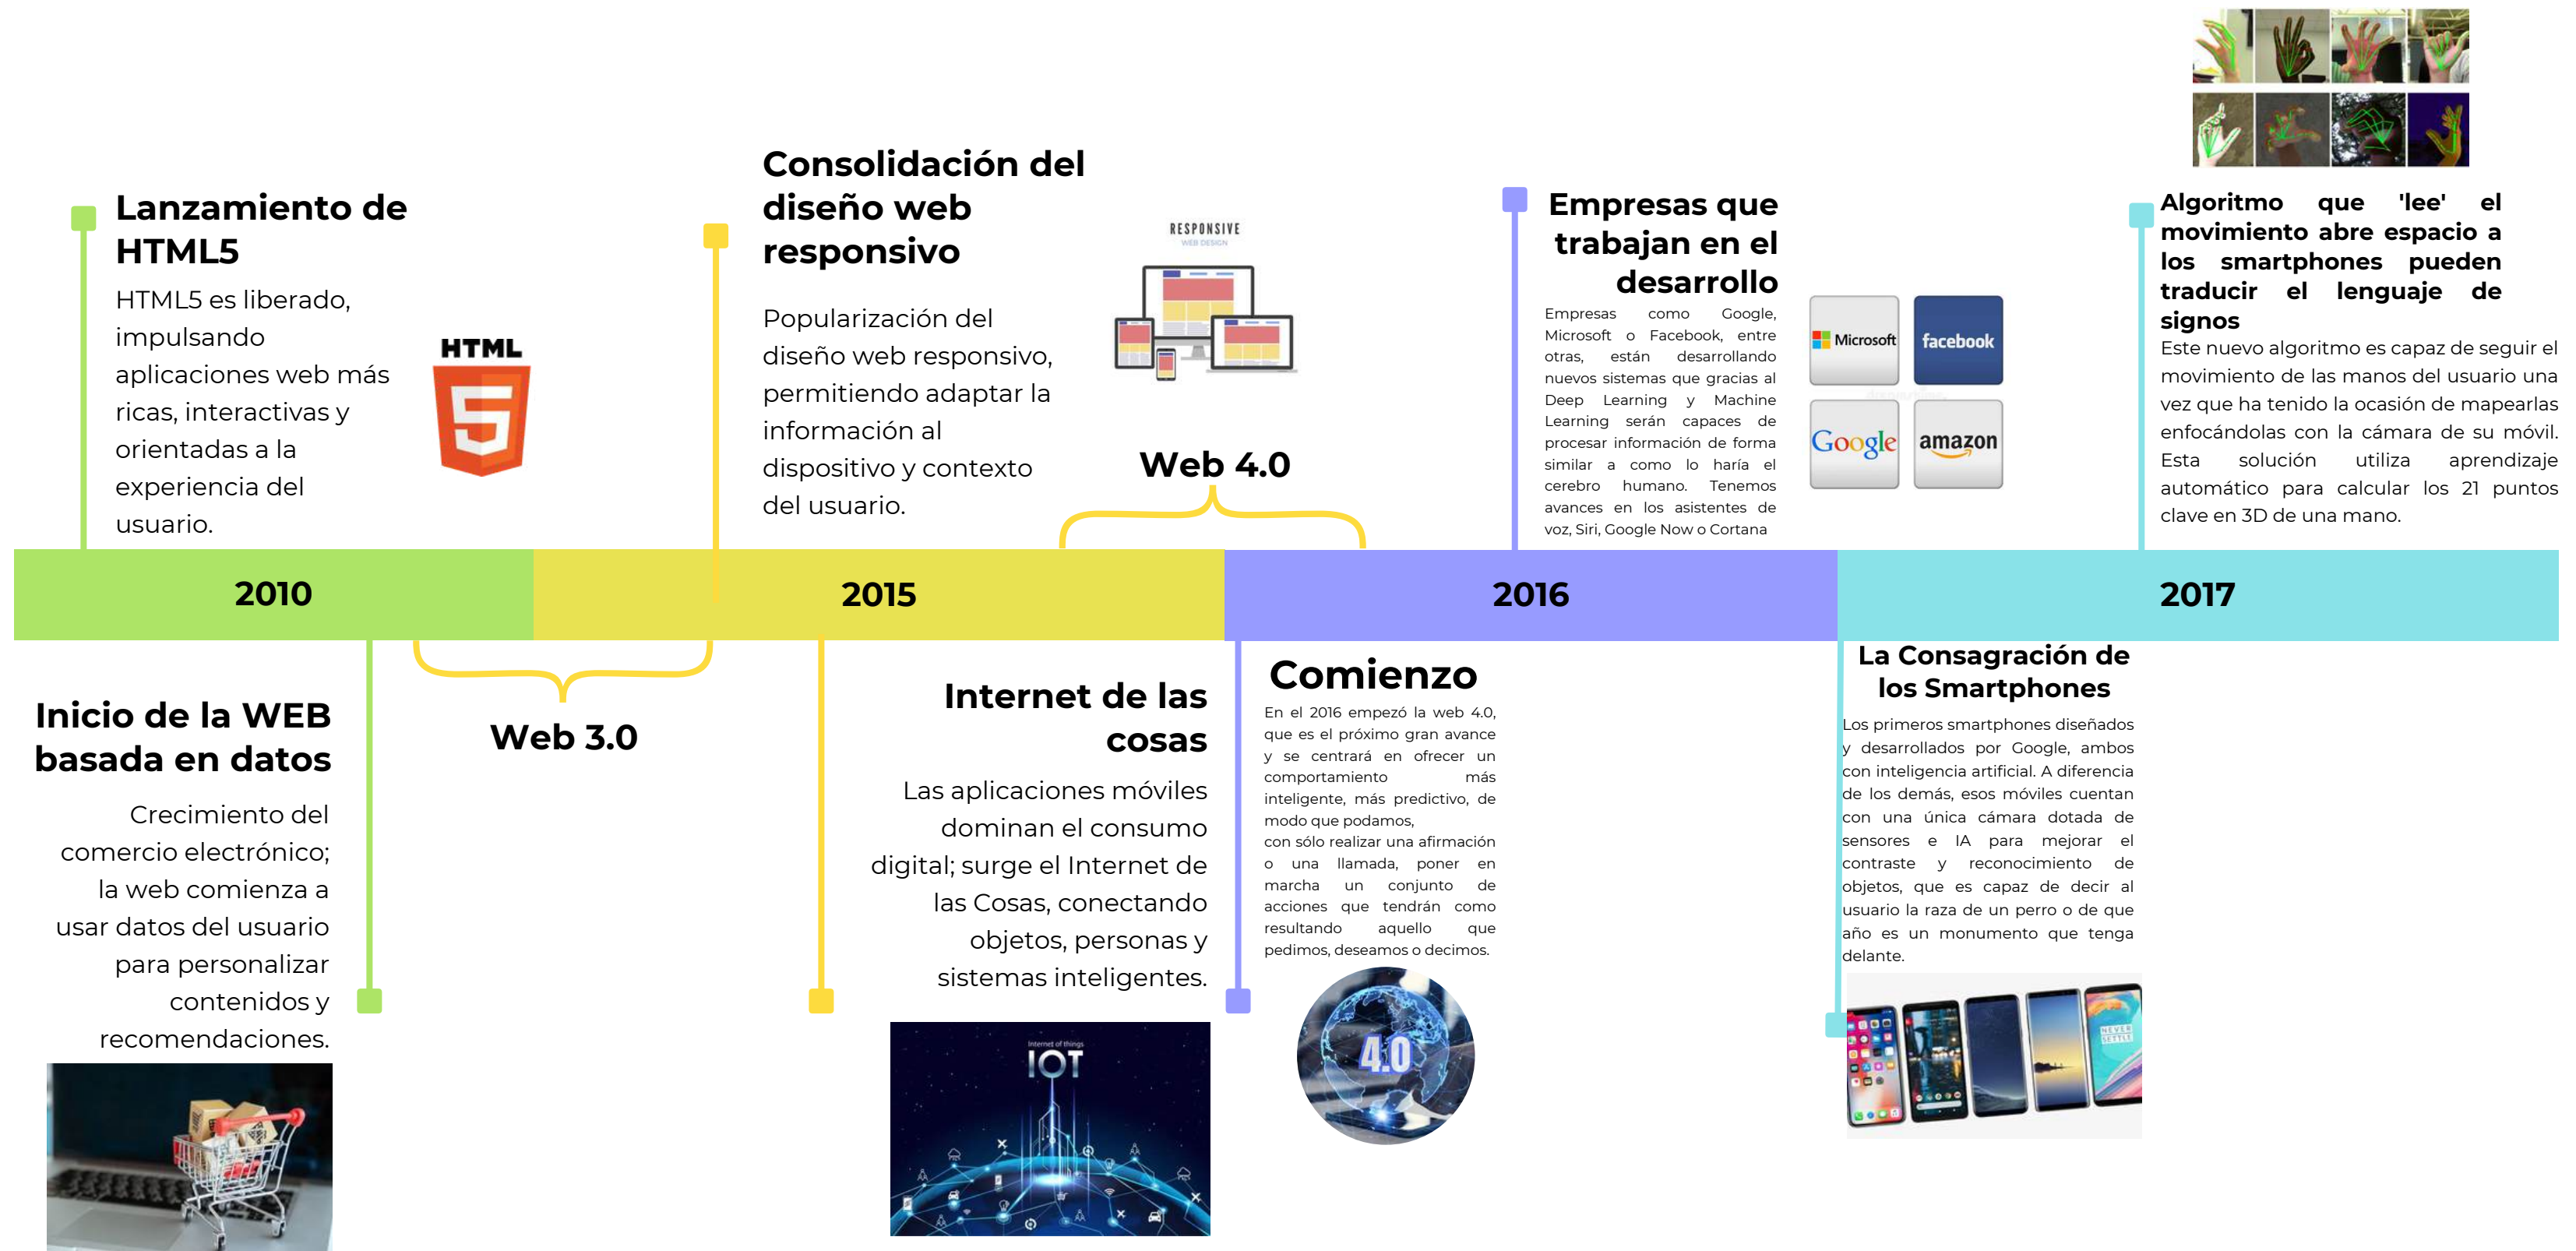 Lanzamiento de
HTML5
HTML5 es liberado,
impulsando
aplicaciones web más
ricas, interactivas y
orientadas a la
experiencia del
usuario.
HTML
5
Consolidación del
diseño web
responsivo
Popularización del
diseño web responsivo,
permitiendo adaptar la
información al
dispositivo y contexto
del usuario.
RESPONSIVE
WEB DESIGN
Web 4.0
Empresas que
trabajan en el
desarrollo
Empresas como Google,
Microsoft o Facebook, entre
otras, están desarrollando
nuevos sistemas que gracias al
Deep Learning y Machine
Learning serán capaces de
procesar información de forma
similar a como lo haría el
cerebro humano. Tenemos
avances en los asistentes de
voz, Siri, Google Now o Cortana
Microsoft
facebook
Google
amazon
Algoritmo que 'lee' el
movimiento abre espacio a
los smartphones pueden
traducir el lenguaje de
signos
Este nuevo algoritmo es capaz de seguir el
movimiento de las manos del usuario una
vez que ha tenido la ocasión de mapearlas
enfocándolas con la cámara de su móvil.
Esta solución utiliza aprendizaje
automático para calcular los 21 puntos
clave en 3D de una mano.
2010
2015
2016
2017
Inicio de la WEB
basada en datos
Crecimiento del
comercio electrónico;
la web comienza a
usar datos del usuario
para personalizar
contenidos y
recomendaciones.
Web 3.0
Internet de las
cosas
Las aplicaciones móviles
dominan el consumo
digital; surge el Internet de
las Cosas, conectando
objetos, personas y
sistemas inteligentes.
Internet of things
IOT
Comienzo
En el 2016 empezó la web 4.0,
que es el próximo gran avance
y se centrará en ofrecer un
comportamiento más
inteligente, más predictivo, de
modo que podamos,
con sólo realizar una afirmación
o una llamada, poner en
marcha un conjunto de
acciones que tendrán como
resultando aquello que
pedimos, deseamos o decimos.
4.0
La Consagración de
los Smartphones
Los primeros smartphones diseñados
y desarrollados por Google, ambos
con inteligencia artificial. A diferencia
de los demás, esos móviles cuentan
con una única cámara dotada de
sensores e IA para mejorar el
contraste y reconocimiento de
objetos, que es capaz de decir al
usuario la raza de un perro o de que
año es un monumento que tenga
delante.
NEVER
SETTLE